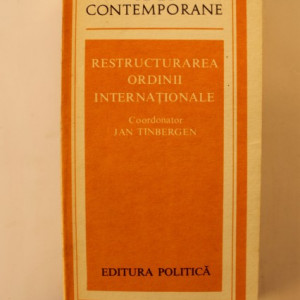 CONTEMPORANE
RESTRUCTURAREA
ORDINII
INTERNAȚIONALE
Coordonator
JAN TINBERGEN
EDITURA POLITICĂ